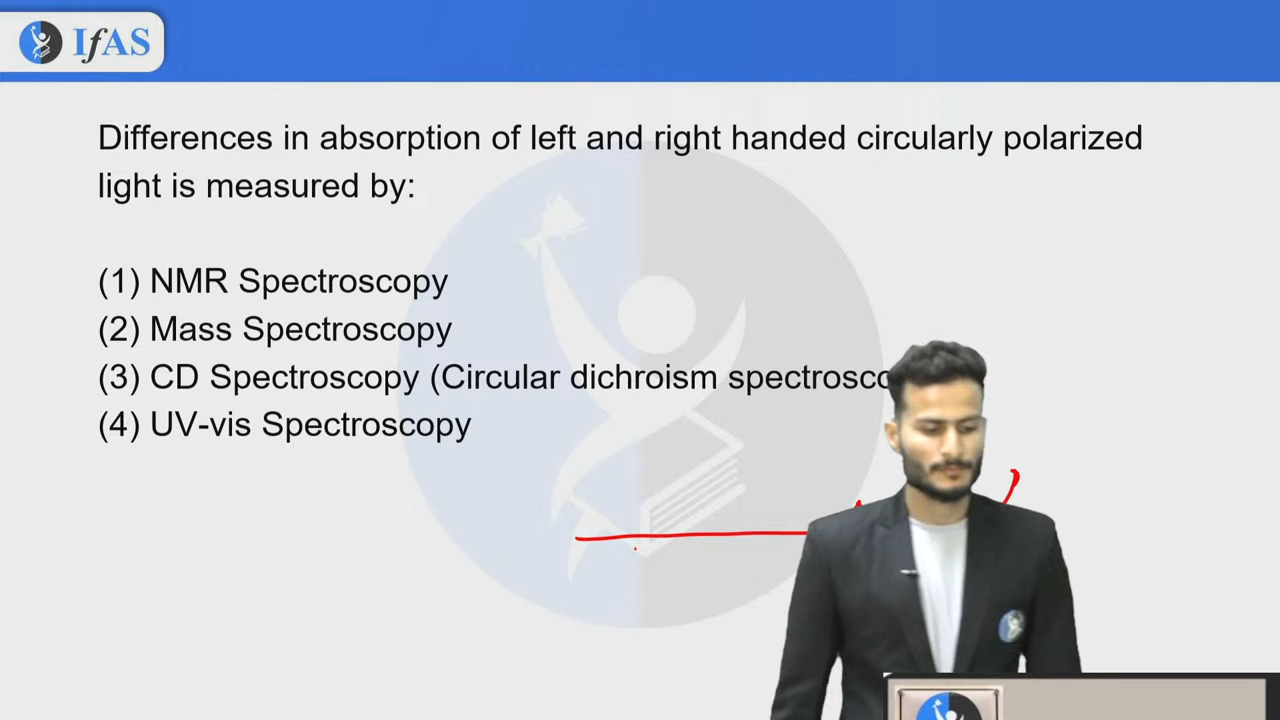 IfAS
Differences in absorption of left and right handed circularly polarized
light is measured by:
(1) NMR Spectroscopy
(2) Mass Spectroscopy
(3) CD Spectroscopy (Circular dichroism
(4) UV-vis Spectroscopy